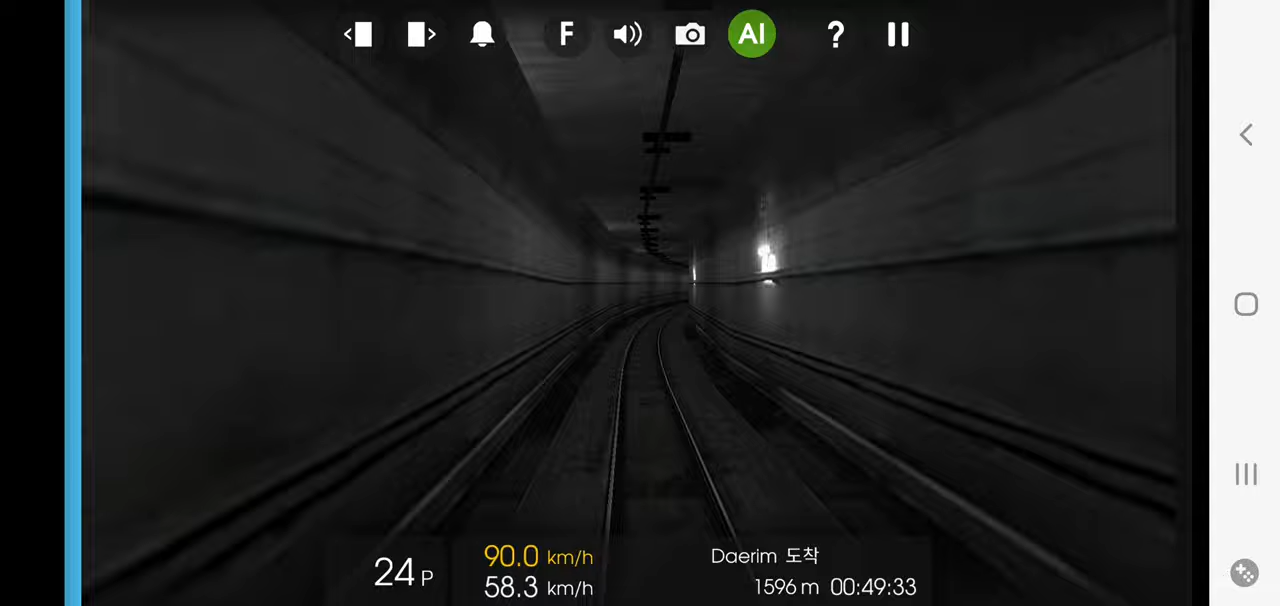 F
AI
?
24 P
90.0 km/h
58.3 km/h
Daerim 도착
1596 m 00:49:33